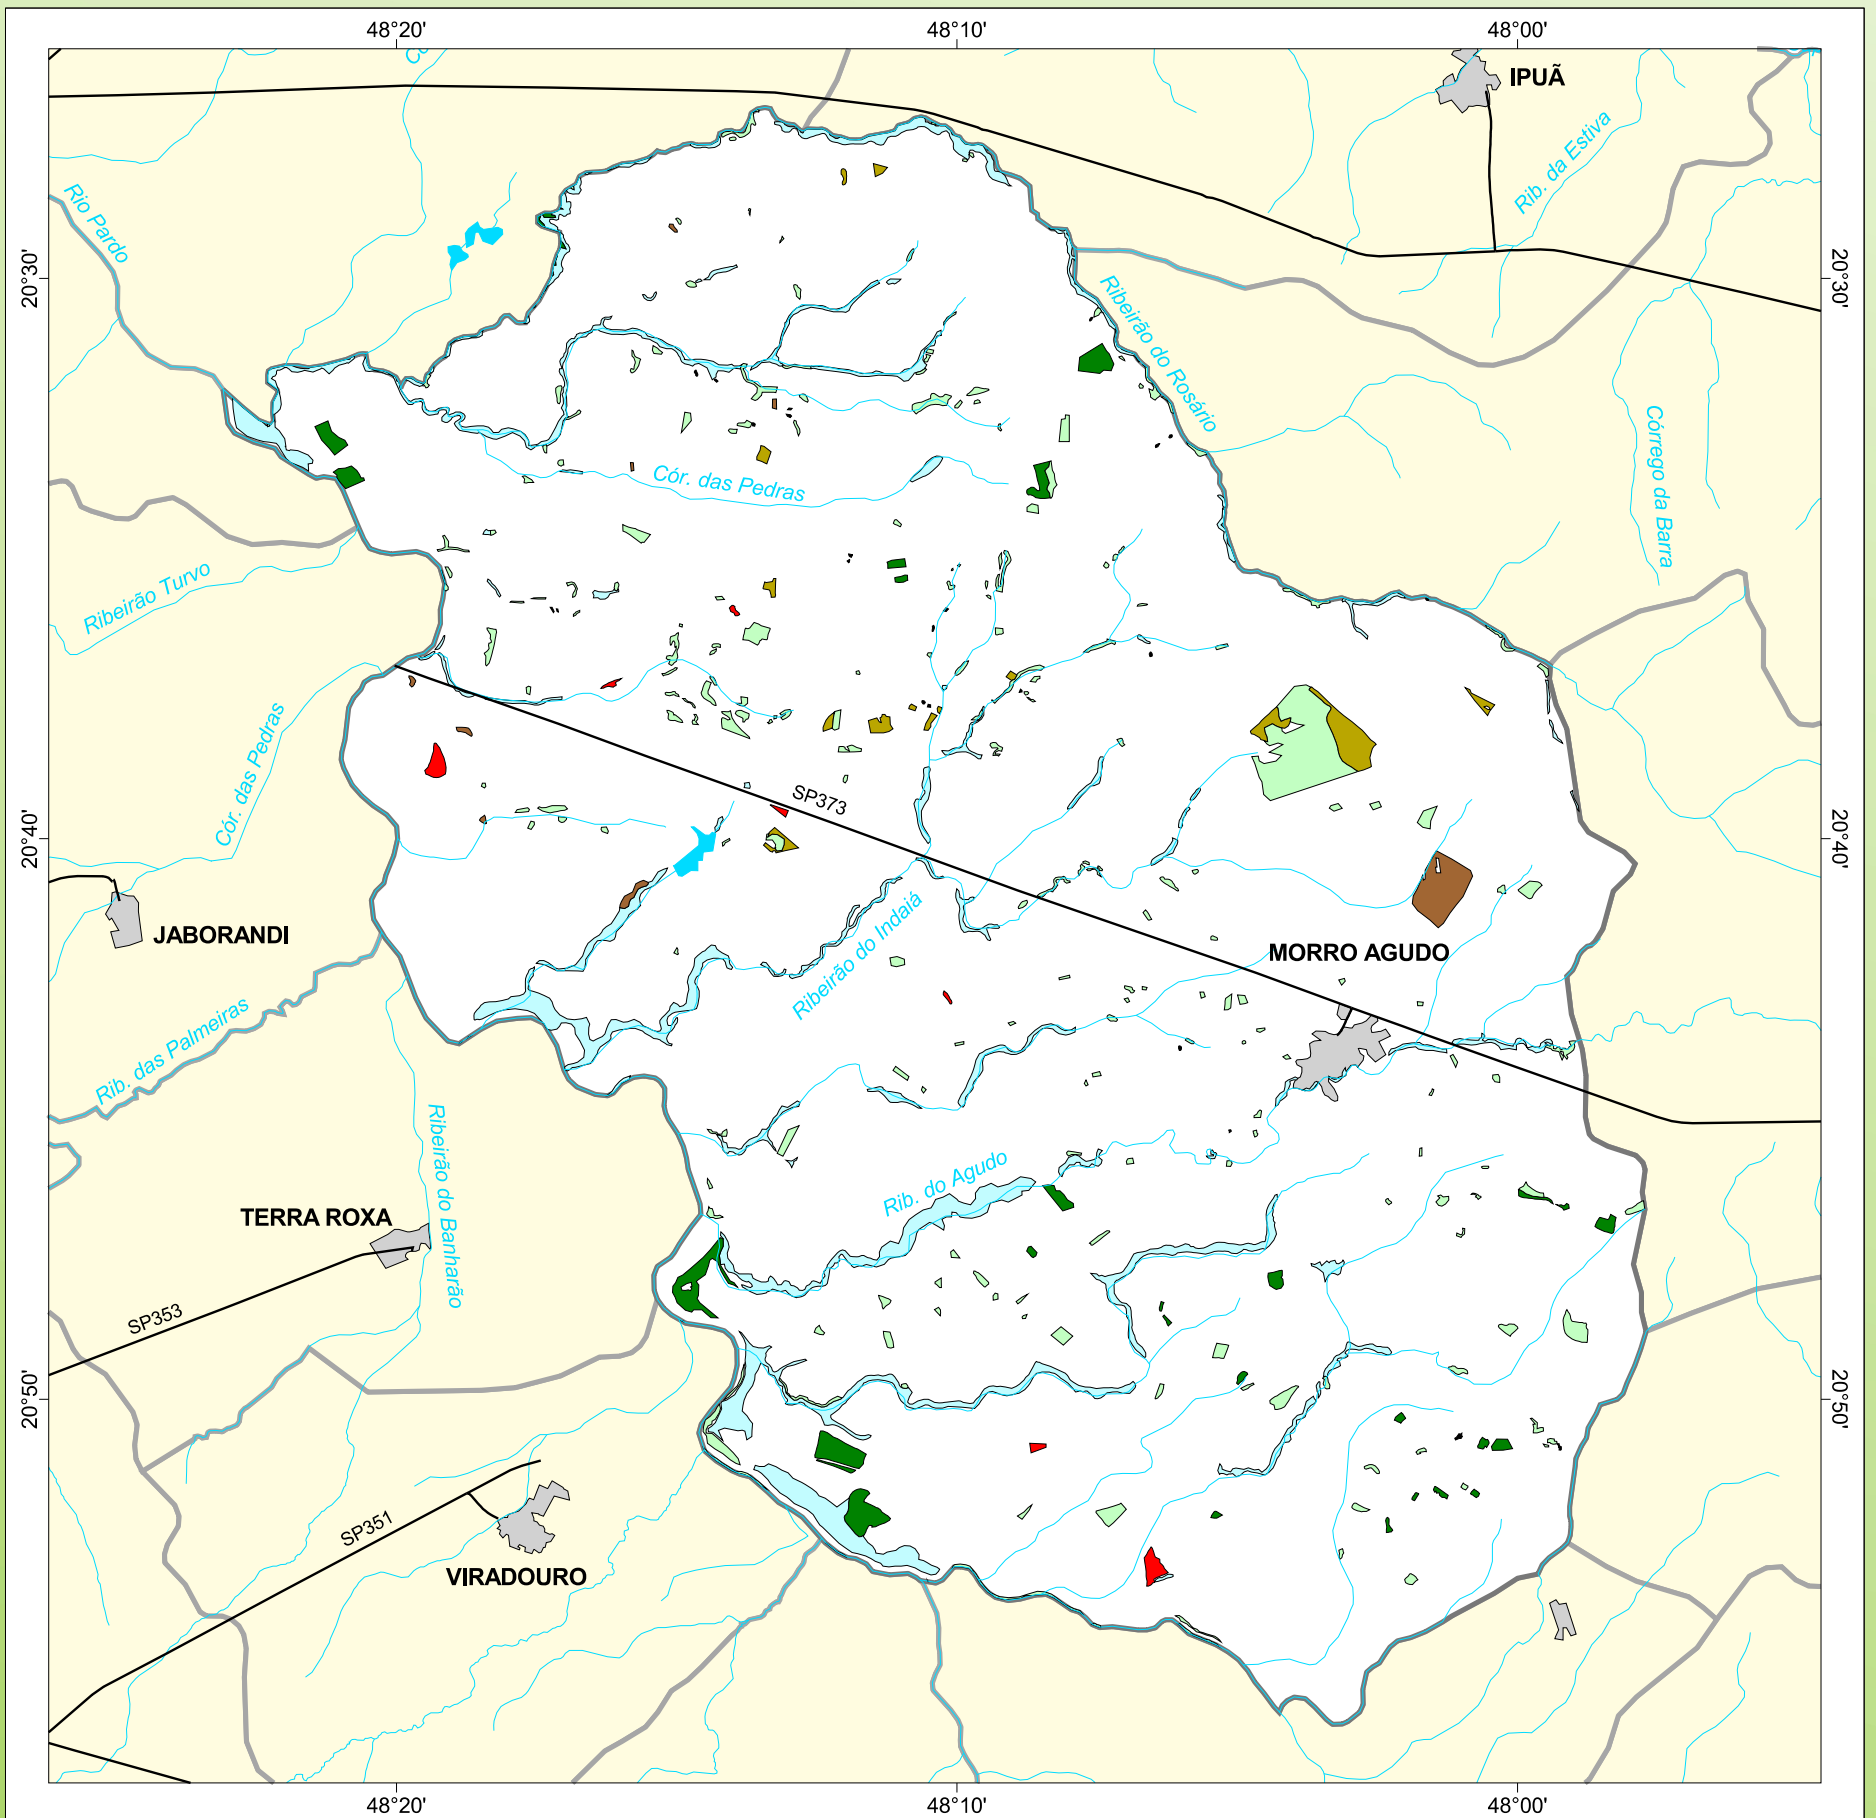 48°20' 48°10' 48°00'
IPUÃ
Rib. da Estiva
Rio Pardo
20°30' 20°30'
Ribeirão do Rosário
Córrego da Barra
Cór. das Pedras
Ribeirão Turvo
Cór. das Pedras
SP373
20°40' 20°40'
JABORANDI
Ribeirão do Indaiá
MORRO AGUDO
Rib. das Palmeiras
Ribeirão do Banharão
Rib. do Agudo
TERRA ROXA
SP353
20°50' 20°50'
SP351
VIRADOURO
48°20' 48°10' 48°00'